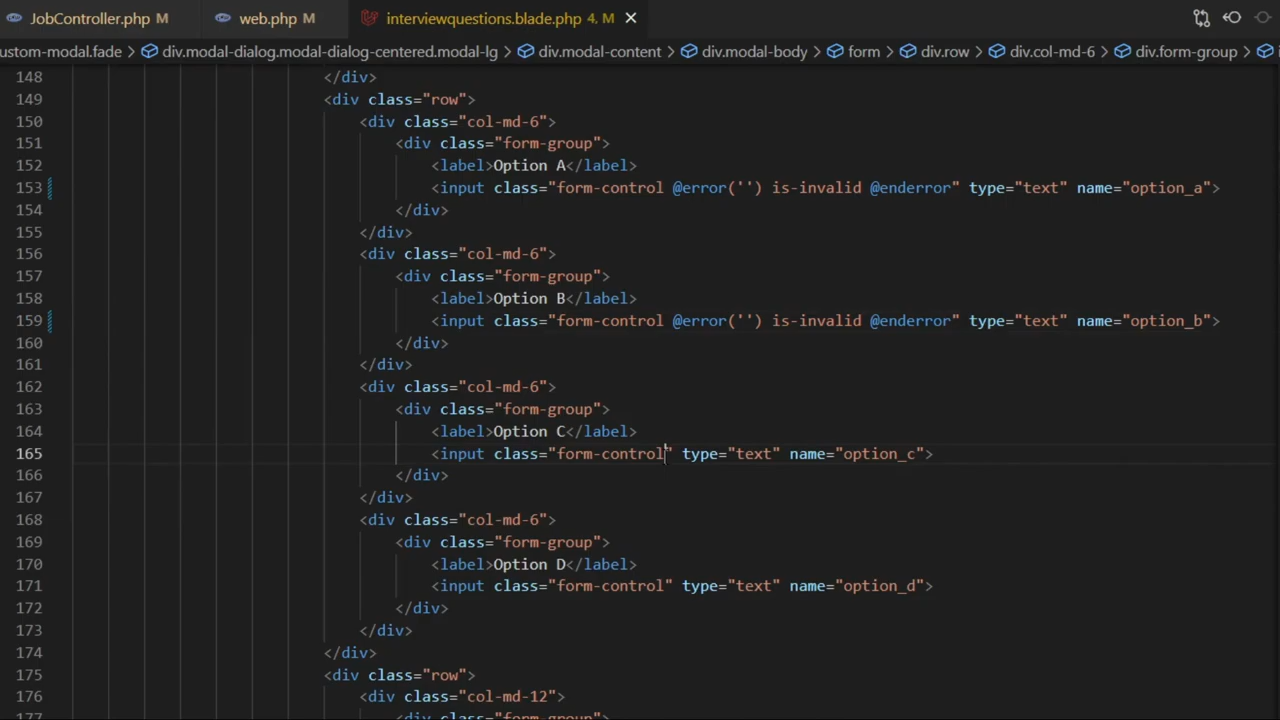 JobController.php M web.php M interviewquestions.blade.php 4, M
ustom-modal.fade > div.modal-dialog.modal-dialog-centered.modal-lg > div.modal-content > div.modal-body > form > div.row > div.col-md-6 > div.form-group >
148 </div>
149 <div class="row">
150 <div class="col-md-6">
151 <div class="form-group">
152 <label>Option A</label>
153 <input class="form-control @error('') is-invalid @enderror" type="text" name="option_a">
154 </div>
155 </div>
156 <div class="col-md-6">
157 <div class="form-group">
158 <label>Option B</label>
159 <input class="form-control @error('') is-invalid @enderror" type="text" name="option_b">
160 </div>
161 </div>
162 <div class="col-md-6">
163 <div class="form-group">
164 <label>Option C</label>
165 <input class="form-control" type="text" name="option_c">
166 </div>
167 </div>
168 <div class="col-md-6">
169 <div class="form-group">
170 <label>Option D</label>
171 <input class="form-control" type="text" name="option_d">
172 </div>
173 </div>
174 </div>
175 <div class="row">
176 <div class="col-md-12">
177 <div class="form-group">